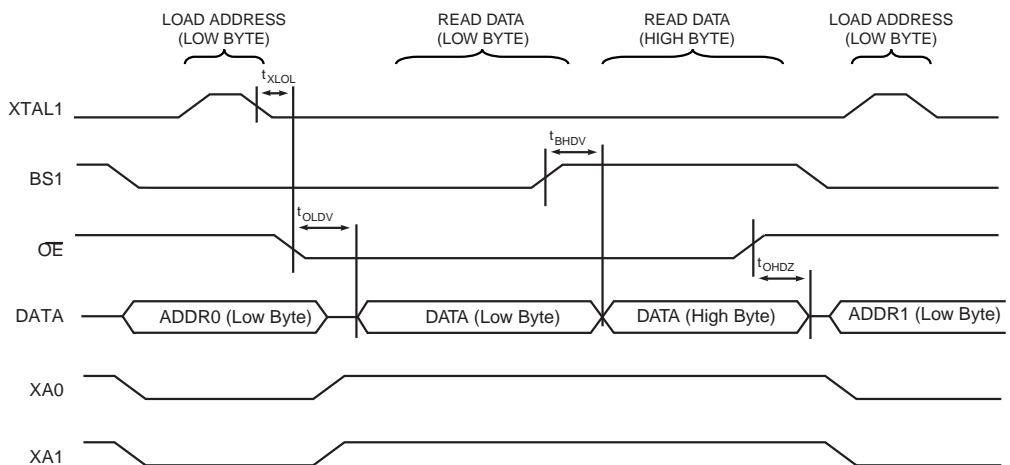 LOAD ADDRESS
(LOW BYTE)
READ DATA
(LOW BYTE)
READ DATA
(HIGH BYTE)
LOAD ADDRESS
(LOW BYTE)
tXLOL
XTAL1
tBHDV
BS1
tOLDV
OE
tOHDZ
DATA
ADDR0 (Low Byte)
DATA (Low Byte)
DATA (High Byte)
ADDR1 (Low Byte)
XA0
XA1